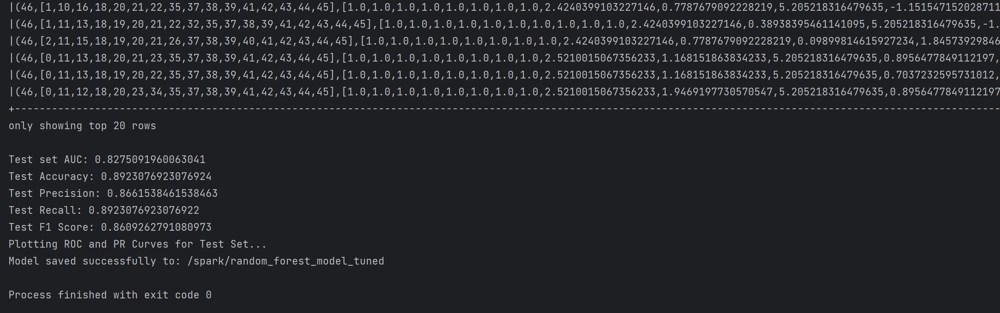 |(46,[1,10,16,18,20,21,22,35,37,38,39,41,42,43,44,45],[1.0,1.0,1.0,1.0,1.0,1.0,1.0,1.0,2.4240399103227146,0.7787679092228219,5.205218316479635,-1.151547152028711
|(46,[1,11,13,18,19,20,21,22,32,35,37,38,39,41,42,43,44,45],[1.0,1.0,1.0,1.0,1.0,1.0,1.0,1.0,1.0,1.0,2.4240399103227146,0.38938395461141095,5.205218316479635,-1.
|(46,[2,11,15,18,19,20,21,26,37,38,39,40,41,42,43,44,45],[1.0,1.0,1.0,1.0,1.0,1.0,1.0,1.0,2.4240399103227146,0.7787679092228219,0.09899814615927234,1.84573929846
|(46,[0,11,13,18,20,21,23,35,37,38,39,41,42,43,44,45],[1.0,1.0,1.0,1.0,1.0,1.0,1.0,1.0,2.5210015067356233,1.168151863834233,5.205218316479635,0.8956477849112197,
|(46,[0,11,13,18,19,20,22,35,37,38,39,41,42,43,44,45],[1.0,1.0,1.0,1.0,1.0,1.0,1.0,1.0,2.5210015067356233,1.168151863834233,5.205218316479635,0.7037232595731012,
|(46,[0,11,12,18,20,23,34,35,37,38,39,41,42,43,44,45],[1.0,1.0,1.0,1.0,1.0,1.0,1.0,1.0,2.5210015067356233,1.9469197730570547,5.205218316479635,0.8956477849112197
+-----------------------------------------------------------------------------------------------------------------------------------------------------------------
only showing top 20 rows
Test set AUC: 0.8275091960063041
Test Accuracy: 0.8923076923076924
Test Precision: 0.8661538461538463
Test Recall: 0.8923076923076922
Test F1 Score: 0.8609262791080973
Plotting ROC and PR Curves for Test Set...
Model saved successfully to: /spark/random_forest_model_tuned
Process finished with exit code 0